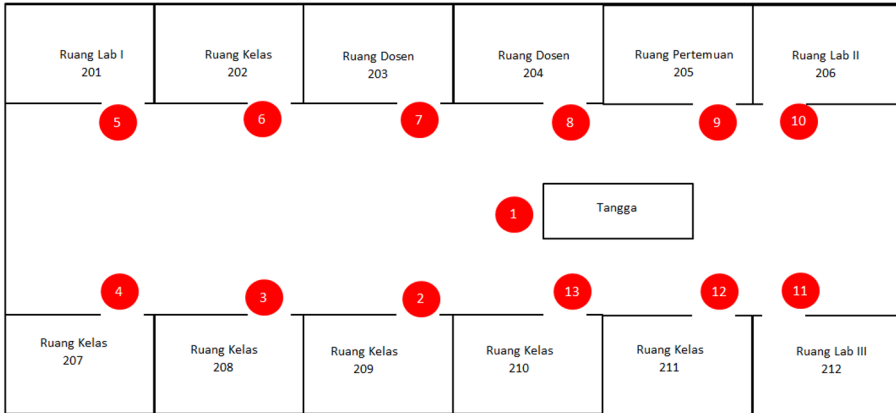 Ruang Lab I
201
Ruang Kelas
202
Ruang Dosen
203
Ruang Dosen
204
Ruang Pertemuan
205
Ruang Lab II
206
5
6
7
8
9
10
1
Tangga
4
3
2
13
12
11
Ruang Kelas
207
Ruang Kelas
208
Ruang Kelas
209
Ruang Kelas
210
Ruang Kelas
211
Ruang Lab III
212